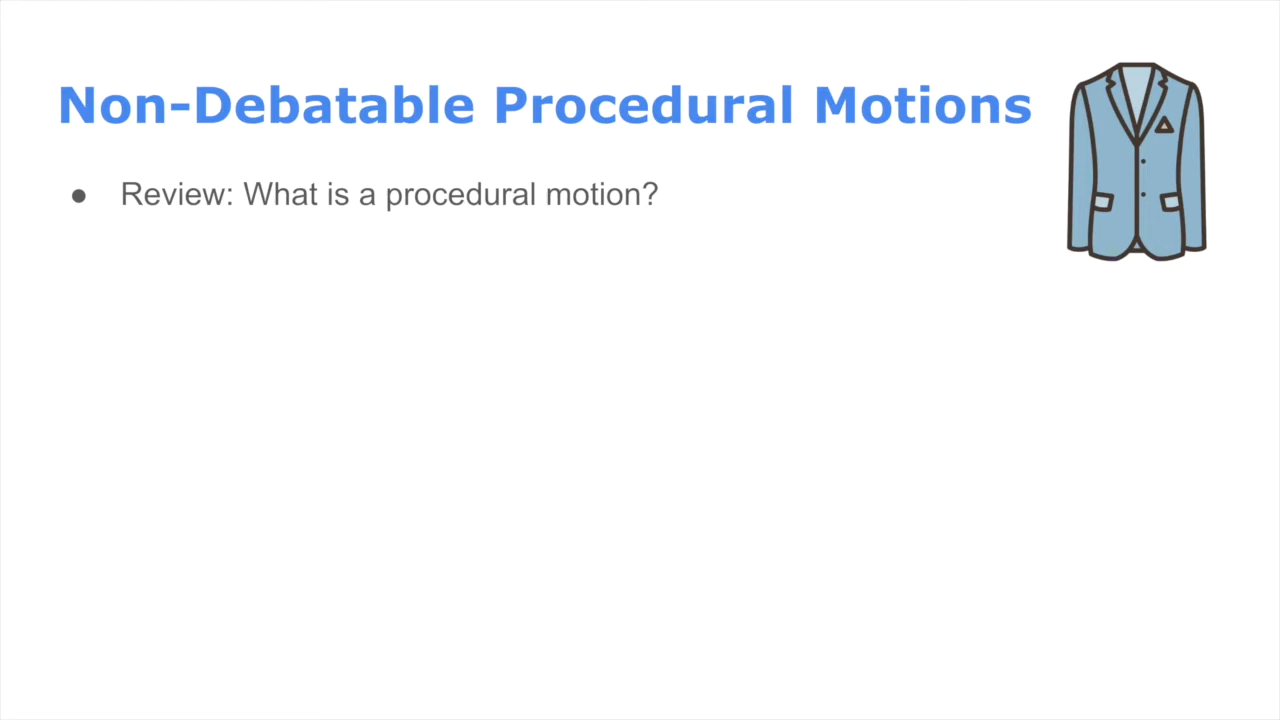 Non-Debatable Procedural Motions
● Review: What is a procedural motion?